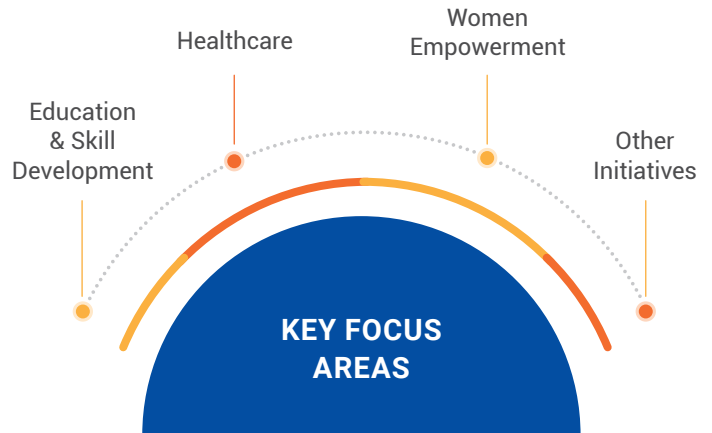 Education
& Skill
Development
Healthcare
Women
Empowerment
Other
Initiatives
KEY FOCUS
AREAS